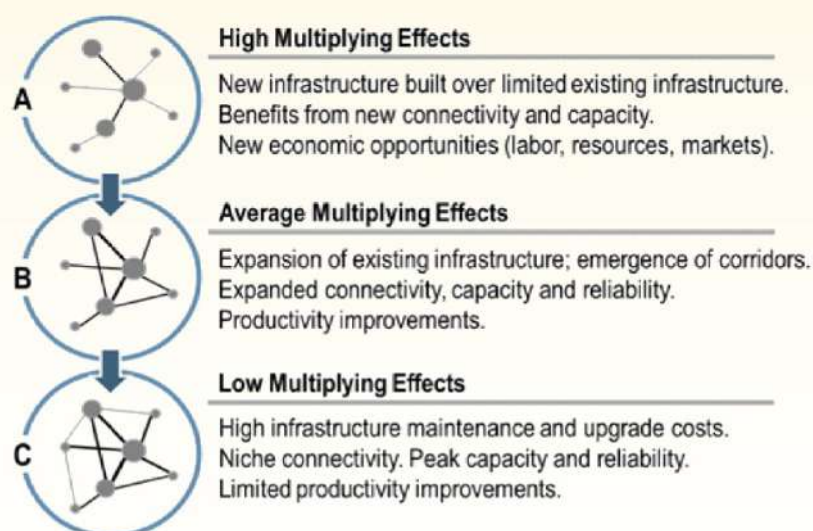 A
High Multiplying Effects
New infrastructure built over limited existing infrastructure.
Benefits from new connectivity and capacity.
New economic opportunities (labor, resources, markets).
B
Average Multiplying Effects
Expansion of existing infrastructure; emergence of corridors.
Expanded connectivity, capacity and reliability.
Productivity improvements.
C
Low Multiplying Effects
High infrastructure maintenance and upgrade costs.
Niche connectivity. Peak capacity and reliability.
Limited productivity improvements.